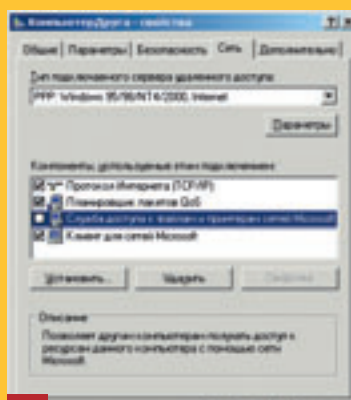 КомпьютерДруга - свойства
Общие Параметры Безопасность Сеть Дополнительно
Тип подключаемого сервера удаленного доступа:
PPP: Windows 95/98/NT4/2000, Internet
Параметры
Компоненты, используемые этим подключением:
Протокол Интернета (TCP/IP)
Планировщик пакетов QoS
Служба доступа к файлам и принтерам сетей Microsoft
Клиент для сетей Microsoft
Установить... Удалить Свойства
Описание
Позволяет другим компьютерам получать доступ к
ресурсам данного компьютера с помощью сети
Microsoft.